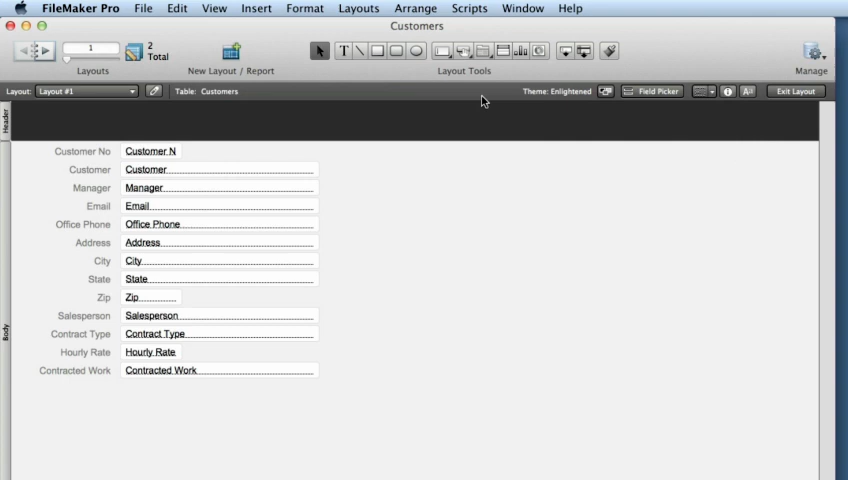 FileMaker Pro File Edit View Insert Format Layouts Arrange Scripts Window Help
Customers
1
2
Total
T
Layouts
New Layout / Report
Layout Tools
Manage
Layout: Layout #1
Table: Customers
Theme: Enlightened
Field Picker
Aa
Exit Layout
Header
Customer No Customer N
Customer Customer
Manager Manager
Email Email
Office Phone Office Phone
Address Address
City City
State State
Zip Zip
Salesperson Salesperson
Contract Type Contract Type
Hourly Rate Hourly Rate
Contracted Work Contracted Work
Body